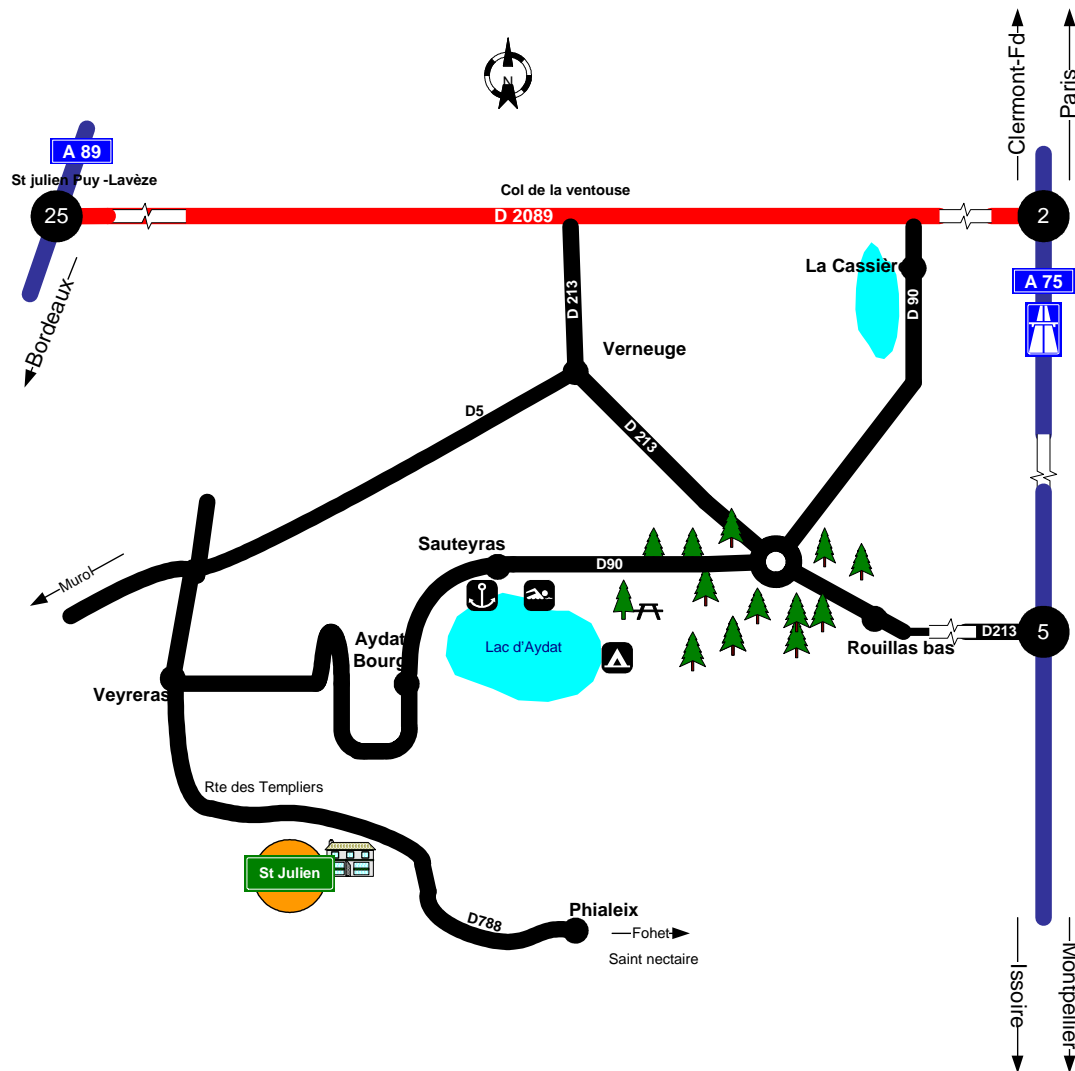 Clermont-Fd
Paris
N
A 89
St julien Puy -Lavèze
25
Bordeaux
Col de la ventouse
D 2089
2
A 75
La Cassièr
D 90
D 213
Verneuge
D5
D 213
Murol
Sauteyras
D90
Aydat
Bourg
Lac d'Aydat
Rouillas bas
D213
5
Veyreras
Rte des Templiers
St Julien
D788
Phialeix
Fohet
Saint nectaire
Issoire
Montpellier